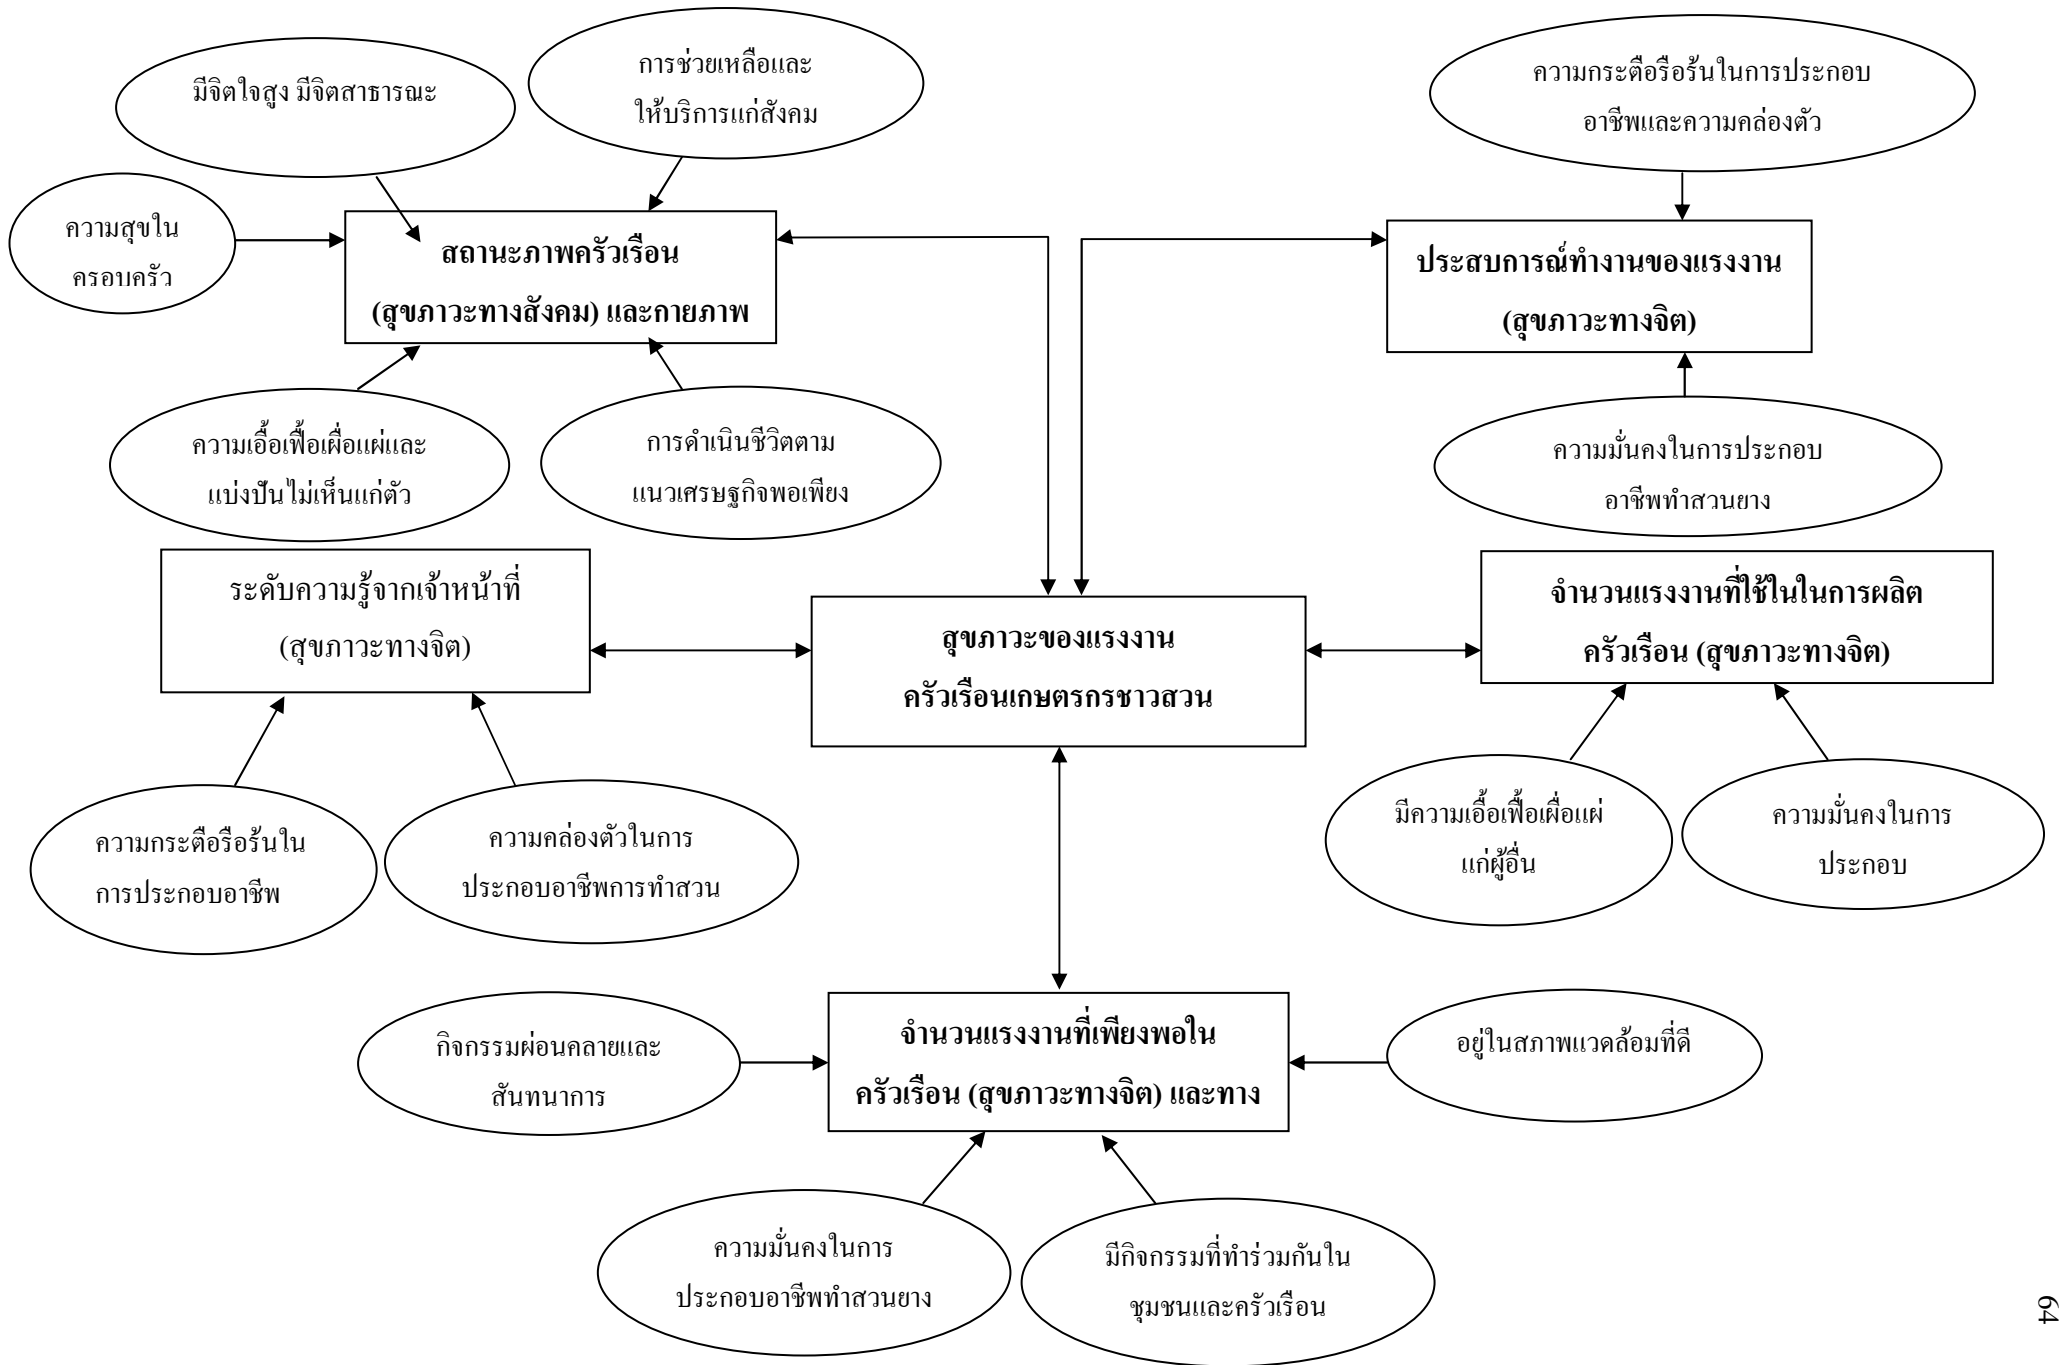 มีจิตใจสูง มีจิตสาธารณะ
การช่วยเหลือและ
ให้บริการแก่สังคม
ความกระตือรือร้นในการประกอบ
อาชีพและความคล่องตัว
ความสุขใน
ครอบครัว
สถานะภาพครัวเรือน
(สุขภาวะทางสังคม) และกายภาพ
ประสบการณ์ทำงานของแรงงาน
(สุขภาวะทางจิต)
ความเอื้อเฟื้อเผื่อแผ่และ
แบ่งปันไม่เห็นแก่ตัว
การดำเนินชีวิตตาม
แนวเศรษฐกิจพอเพียง
ความมั่นคงในการประกอบ
อาชีพทำสวนยาง
ระดับความรู้จากเจ้าหน้าที่
(สุขภาวะทางจิต)
สุขภาวะของแรงงาน
ครัวเรือนเกษตรกรชาวสวน
จำนวนแรงงานที่ใช้ในในการผลิต
ครัวเรือน (สุขภาวะทางจิต)
ความกระตือรือร้นใน
การประกอบอาชีพ
ความคล่องตัวในการ
ประกอบอาชีพการทำสวน
มีความเอื้อเฟื้อเผื่อแผ่
แก่ผู้อื่น
ความมั่นคงในการ
ประกอบ
กิจกรรมผ่อนคลายและ
สันทนาการ
จำนวนแรงงานที่เพียงพอใน
ครัวเรือน (สุขภาวะทางจิต) และทาง
อยู่ในสภาพแวดล้อมที่ดี
ความมั่นคงในการ
ประกอบอาชีพทำสวนยาง
มีกิจกรรมที่ทำร่วมกันใน
ชุมชนและครัวเรือน
64